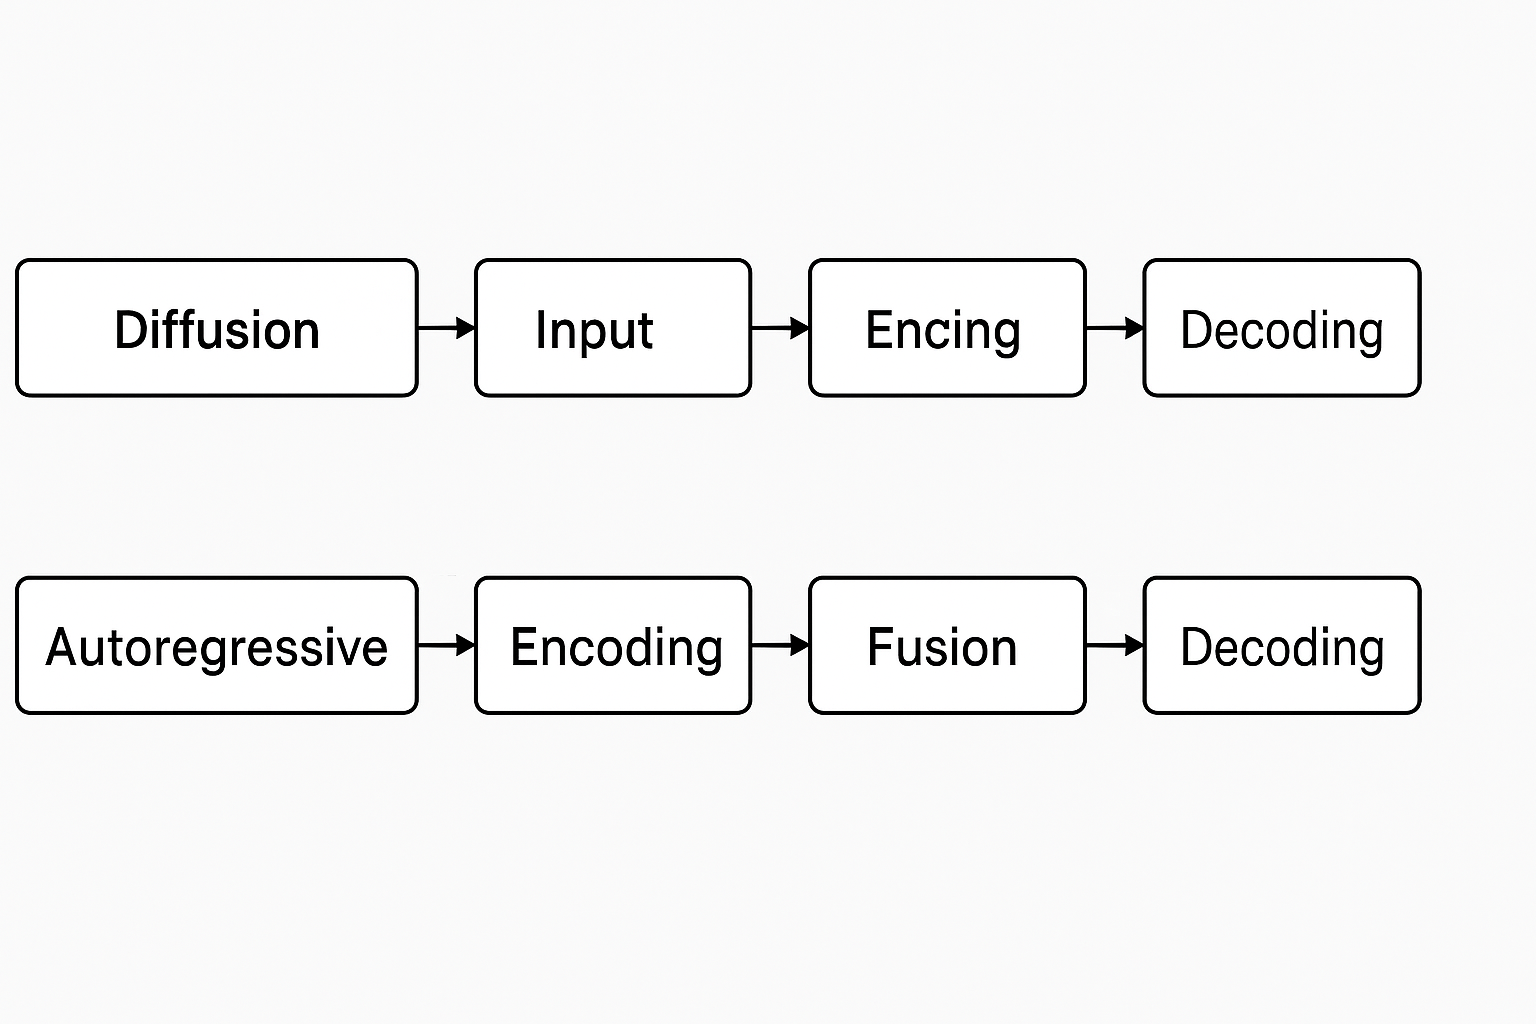 Diffusion Input Encing Decoding
Autoregressive Encoding Fusion Decoding